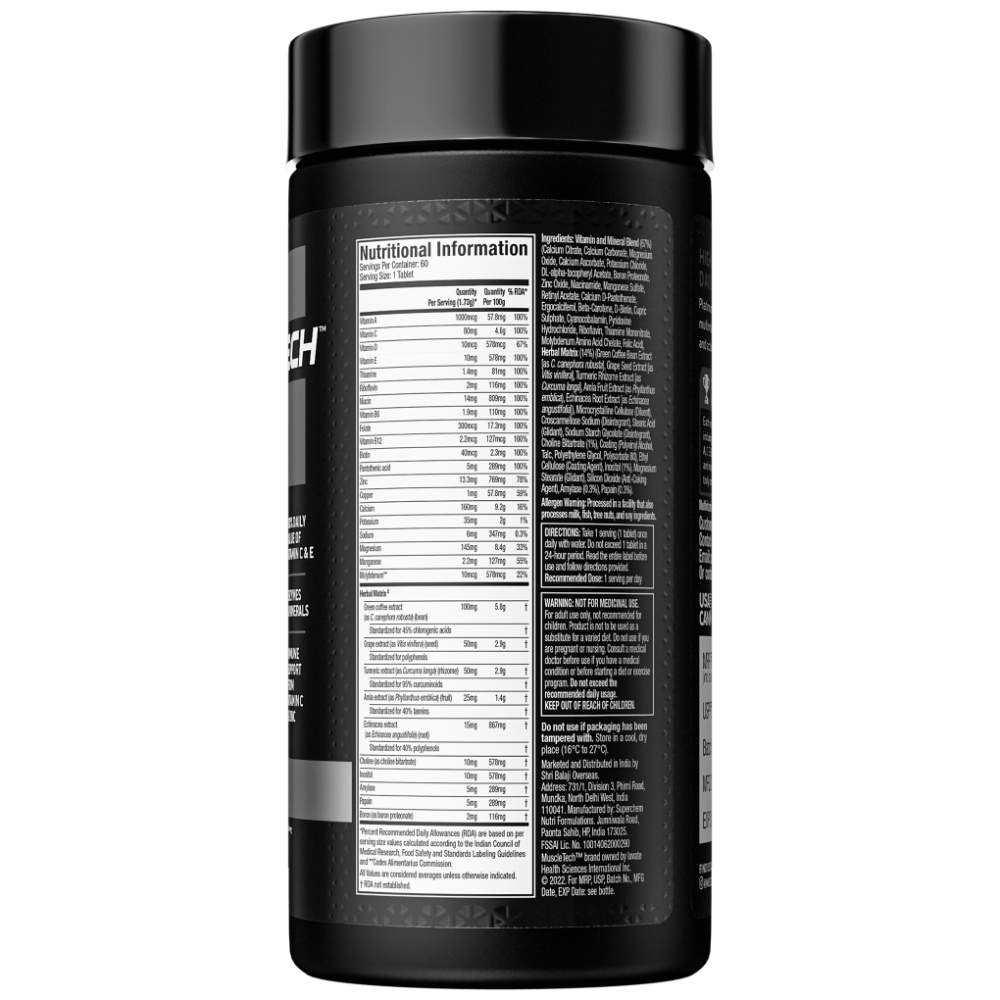 ECH™
DAILY
UE OF
TAMIN C & E
ZYMES
MINERALS
MUNE
PPORT
TAMIN C
INC
Nutritional Information
Servings Per Container: 60
Serving Size: 1 Tablet
Quantity Quantity % RDA*
Per Serving (1.73g)* Per 100g
Vitamin A 1000mcg 57.8mg 100%
Vitamin C 80mg 4.6g 100%
Vitamin D 10mcg 578mcg 67%
Vitamin E 10mg 578mg 100%
Thiamine 1.4mg 81mg 100%
Riboflavin 2mg 116mg 100%
Niacin 14mg 809mg 100%
Vitamin B6 1.9mg 110mg 100%
Folate 300mcg 17.3mg 100%
Vitamin B12 2.2mcg 127mcg 100%
Biotin 40mcg 2.3mg 100%
Pantothenic acid 5mg 289mg 100%
Zinc 13.3mg 769mg 78%
Copper 1mg 57.8mg 59%
Calcium 160mg 9.2g 16%
Potassium 35mg 2g 1%
Sodium 6mg 347mg 0.3%
Magnesium 145mg 8.4g 33%
Manganese 2.2mg 127mg 55%
Molybdenum** 10mcg 578mcg 22%
Herbal Matrix‡
Green coffee extract 100mg 5.8g †
(as C. canephora robusta) (bean)
Standardized for 45% chlorogenic acids †
Grape extract (as Vitis vinifera) (seed) 50mg 2.9g †
Standardized for polyphenols †
Turmeric extract (as Curcuma longa) (rhizome) 50mg 2.9g †
Standardized for 95% curcuminoids †
Amla extract (as Phyllanthus emblica) (fruit) 25mg 1.4g †
Standardized for 40% tannins †
Echinacea extract 15mg 867mg †
(as Echinacea angustifolia) (root)
Standardized for 40% polyphenols †
Choline (as choline bitartrate) 10mg 578mg †
Inositol 10mg 578mg †
Amylase 5mg 289mg †
Papain 5mg 289mg †
Boron (as boron proteonate) 2mg 116mg †
*Percent Recommended Daily Allowances (RDA) are based on per
serving size values calculated according to the Indian Council of
Medical Research, Food Safety and Standards Labeling Guidelines
and **Codex Alimentarius Commission.
All Values are considered averages unless otherwise indicated.
† RDA not established.
Ingredients: Vitamin and Mineral Blend (67%)
(Calcium Citrate, Calcium Carbonate, Magnesium
Oxide, Calcium Ascorbate, Potassium Chloride,
DL-alpha-tocopheryl Acetate, Boron Proteonate,
Zinc Oxide, Niacinamide, Manganese Sulfate,
Retinyl Acetate, Calcium D-Pantothenate,
Ergocalciferol, Beta-Carotene, D-Biotin, Cupric
Sulphate, Cyanocobalamin, Pyridoxine
Hydrochloride, Riboflavin, Thiamine Mononitrate,
Molybdenum Amino Acid Chelate, Folic Acid),
Herbal Matrix (14%) (Green Coffee Bean Extract
[as C. canephora robusta], Grape Seed Extract [as
Vitis vinifera], Turmeric Rhizome Extract [as
Curcuma longa], Amla Fruit Extract [as Phyllanthus
emblica], Echinacea Root Extract [as Echinacea
angustifolia]), Microcrystalline Cellulose (Diluent),
Croscarmellose Sodium (Disintegrant), Stearic Acid
(Glidant), Sodium Starch Glycolate (Disintegrant),
Choline Bitartrate (1%), Coating (Polyvinyl Alcohol,
Talc, Polyethylene Glycol, Polysorbate 80), Ethyl
Cellulose (Coating Agent), Inositol (1%), Magnesium
Stearate (Glidant), Silicon Dioxide (Anti-Caking
Agent), Amylase (0.3%), Papain (0.3%).
Allergen Warning: Processed in a facility that also
processes milk, fish, tree nuts, and soy ingredients.
DIRECTIONS: Take 1 serving (1 tablet) once
daily with water. Do not exceed 1 tablet in a
24-hour period. Read the entire label before
use and follow directions provided.
Recommended Dose: 1 serving per day
WARNING: NOT FOR MEDICINAL USE.
For adult use only, not recommended for
children. Product is not to be used as a
substitute for a varied diet. Do not use if you
are pregnant or nursing. Consult a medical
doctor before use if you have a medical
condition or before starting a diet or exercise
program. Do not exceed the
recommended daily usage.
KEEP OUT OF REACH OF CHILDREN.
Do not use if packaging has been
tampered with. Store in a cool, dry
place (16°C to 27°C).
Marketed and Distributed in India by
Shri Balaji Overseas.
Address: 731/1, Division 3, Phirni Road,
Mundka, North Delhi West, India
110041. Manufactured by: Superchem
Nutri Formulations. Jamniwala Road,
Paonta Sahib, HP, India 173025.
FSSAI Lic. No. 10014062000290
MuscleTech™ brand owned by Iovate
Health Sciences International Inc.
© 2022. For MRP, USP, Batch No., MFG
Date, EXP Date: see bottle.
USA
CAN
MRP
USP
Batc
MFG
EXP